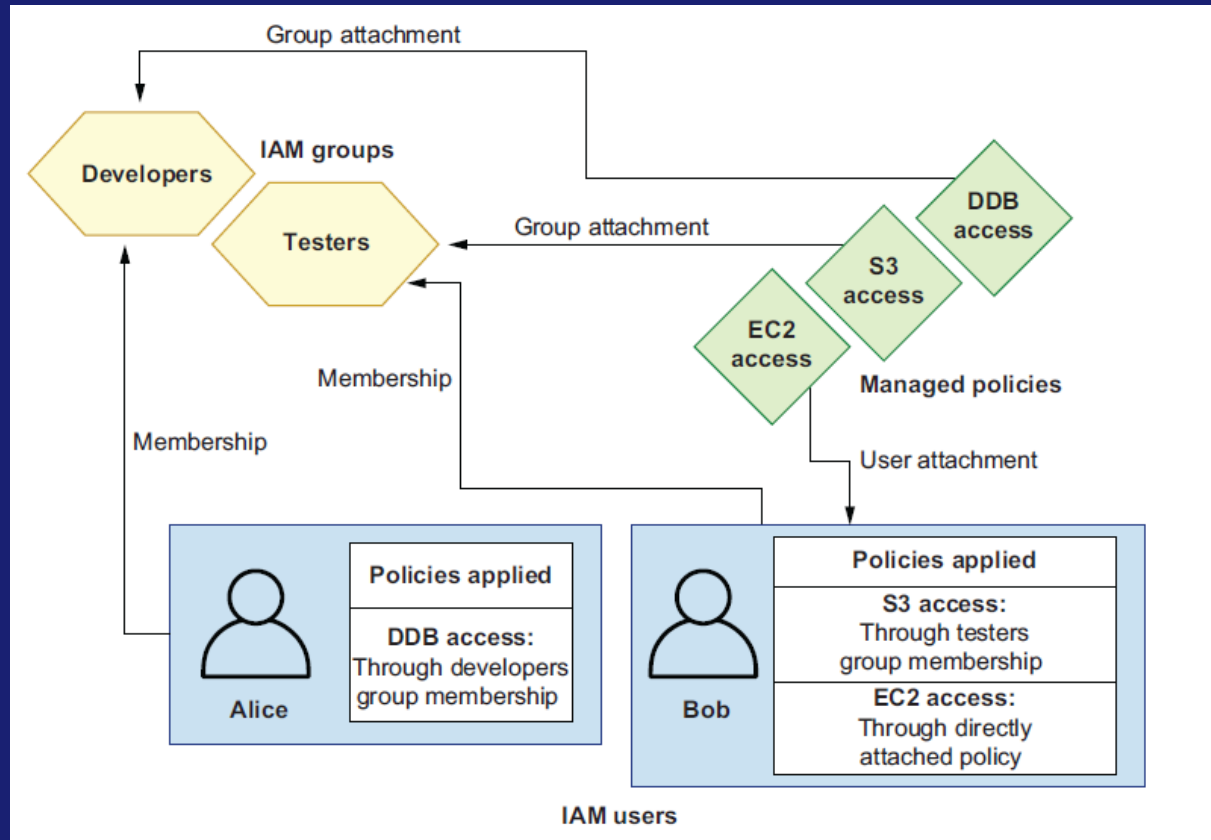 Group attachment
Developers
IAM groups
Testers
Group attachment
DDB
access
S3
access
EC2
access
Managed policies
Membership
Membership
User attachment
Alice
Policies applied
DDB access:
Through developers
group membership
Bob
Policies applied
S3 access:
Through testers
group membership
EC2 access:
Through directly
attached policy
IAM users